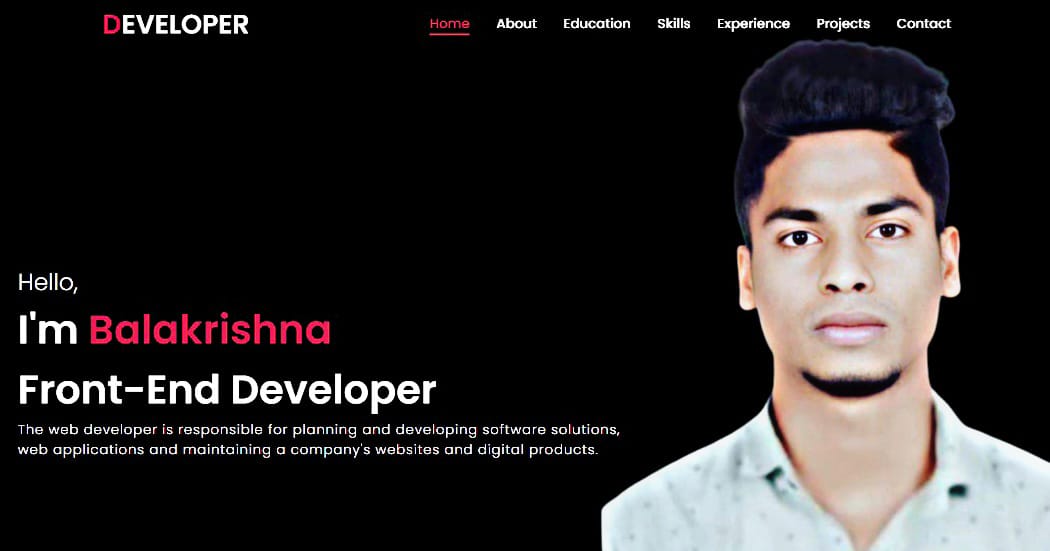 DEVELOPER
Home About Education Skills Experience Projects Contact
Hello,
I'm Balakrishna
Front-End Developer
The web developer is responsible for planning and developing software solutions,
web applications and maintaining a company's websites and digital products.